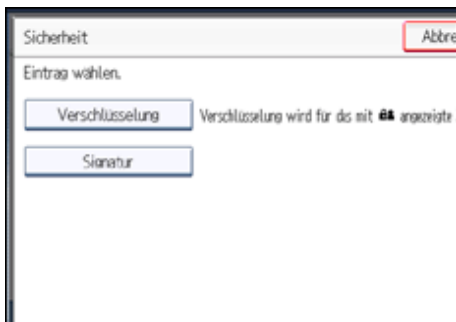 Sicherheit
Abbre
Eintrag wählen.
Verschlüsselung
Verschlüsselung wird für das mit angezeigte
Signatur